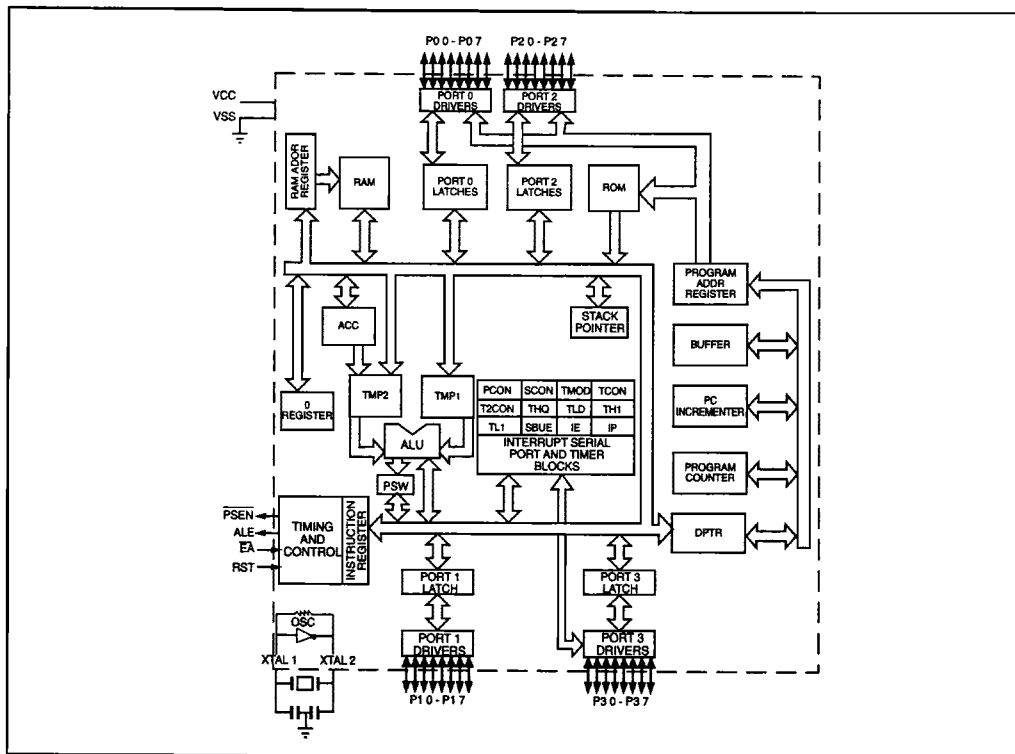 P0 0 - P0 7
P2 0 - P2 7
VCC
VSS
PORT 0
DRIVERS
PORT 2
DRIVERS
RAM ADDR
REGISTER
RAM
PORT 0
LATCHES
PORT 2
LATCHES
ROM
PROGRAM
ADDR
REGISTER
ACC
STACK
POINTER
BUFFER
0
REGISTER
TMP2
TMP1
PCON SCON TMOD TCON
T2CON THQ TLD TH1
TL1 SBUE IE IP
INTERRUPT SERIAL
PORT AND TIMER
BLOCKS
PC
INCREMENTER
ALU
PSW
PROGRAM
COUNTER
PSEN
ALE
EA
RST
TIMING
AND
CONTROL
INSTRUCTION
REGISTER
DPTR
PORT 1
LATCH
PORT 3
LATCH
OSC
XTAL 1
XTAL 2
PORT 1
DRIVERS
PORT 3
DRIVERS
P1 0 - P1 7
P3 0 - P3 7